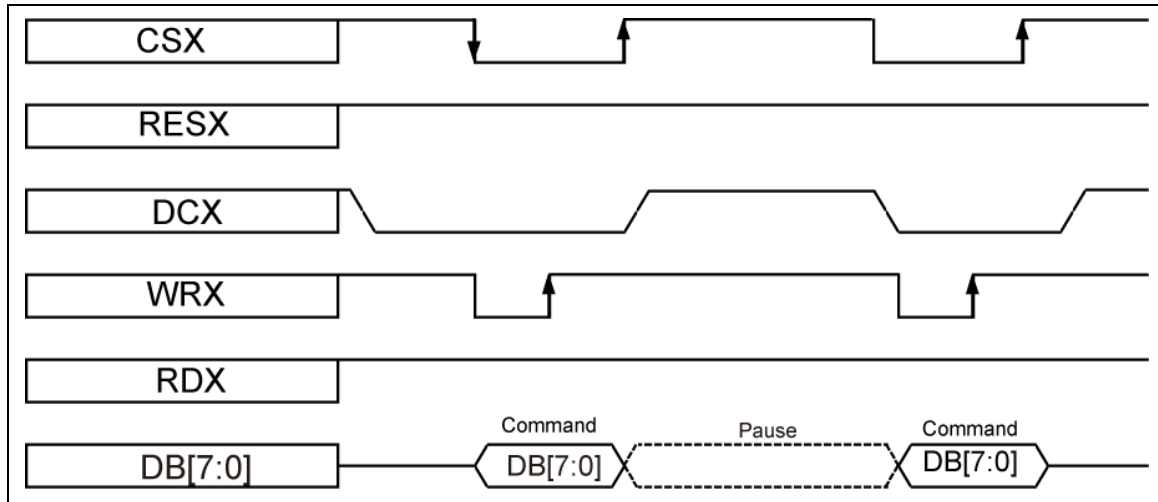 CSX
RESX
DCX
WRX
RDX
Command
Pause
Command
DB[7:0]
DB[7:0]
DB[7:0]